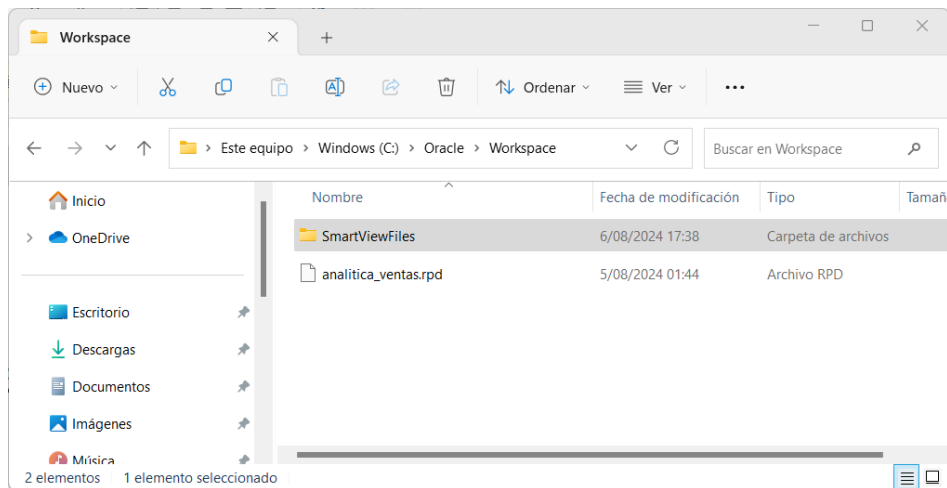 Workspace
Nuevo
Ordenar
Ver
Este equipo > Windows (C:) > Oracle > Workspace
Buscar en Workspace
Inicio
OneDrive
Escritorio
Descargas
Documentos
Imágenes
Música
Nombre Fecha de modificación Tipo Tamañ
SmartViewFiles 6/08/2024 17:38 Carpeta de archivos
analitica_ventas.rpd 5/08/2024 01:44 Archivo RPD
2 elementos 1 elemento seleccionado